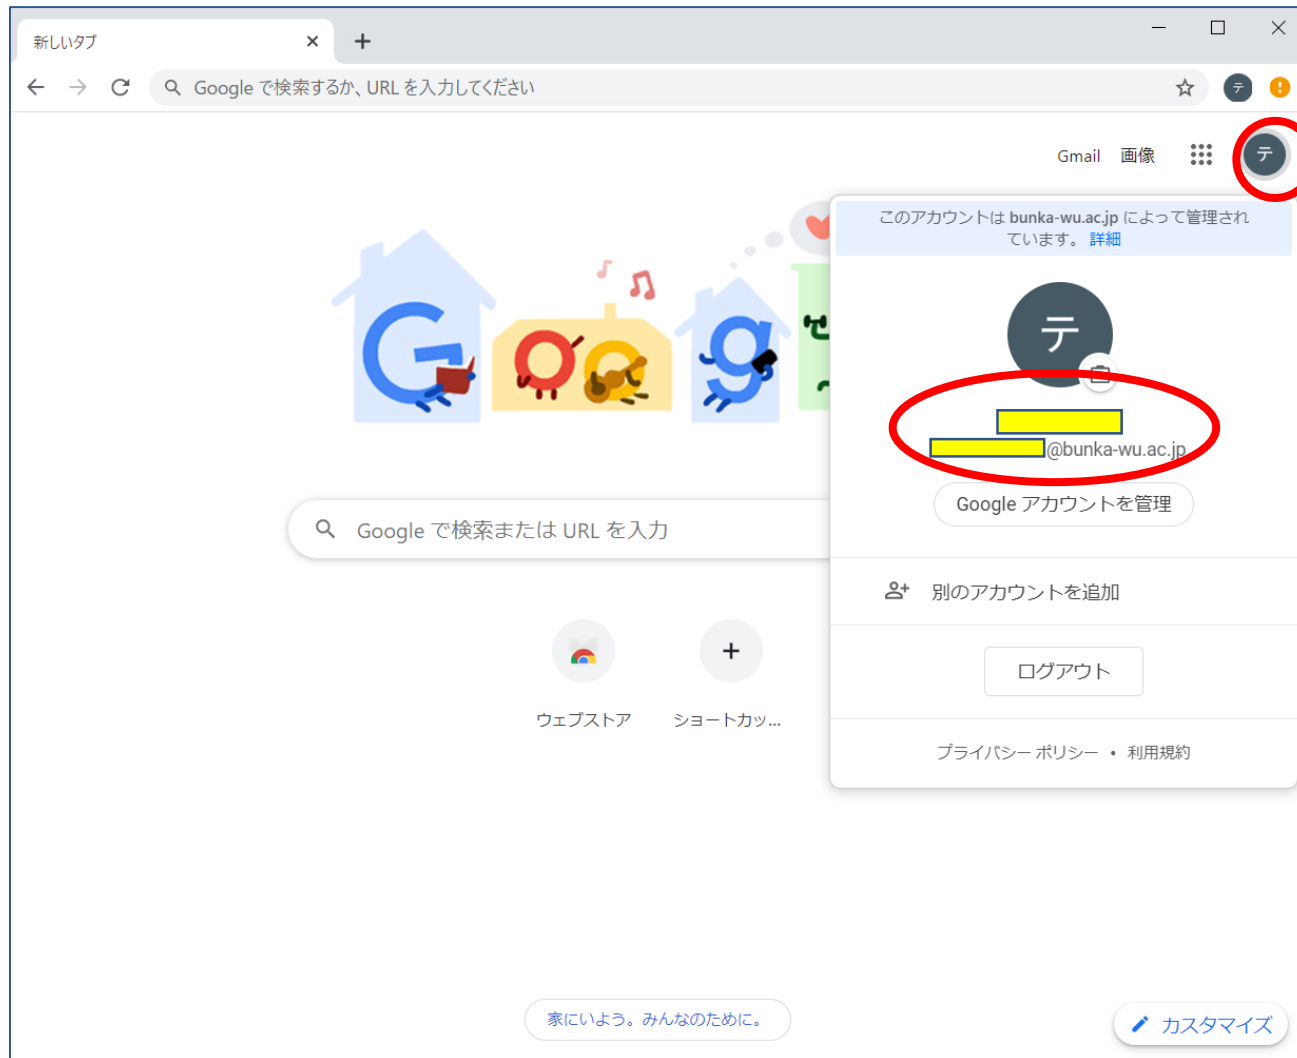 新しいタブ
Google で検索するか、URL を入力してください
テ
Gmail 画像
テ
このアカウントは bunka-wu.ac.jp によって管理され
ています。 詳細
テ
@bunka-wu.ac.jp
Google アカウントを管理
Goog
Google で検索または URL を入力
別のアカウントを追加
ログアウト
ウェブストア
ショートカッ...
プライバシー ポリシー • 利用規約
家にいよう。みんなのために。
カスタマイズ